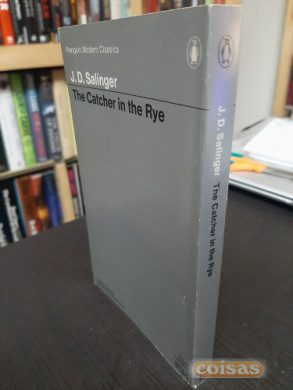 Penguin Modern Classics
J. D. Salinger
The Catcher in the Rye
J. D. Salinger The Catcher in the Rye
coisas